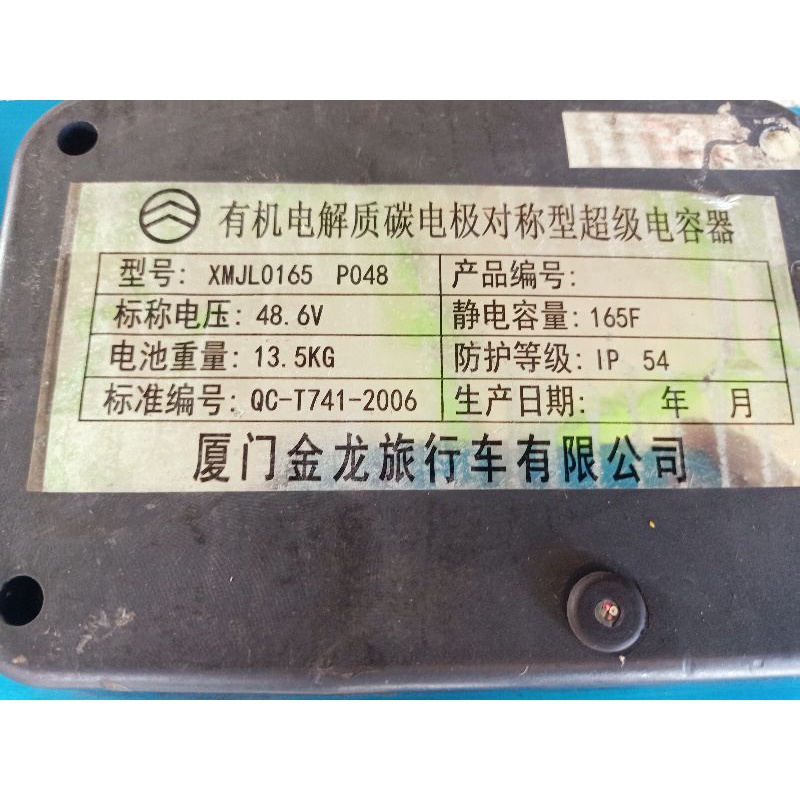 有机电解质碳电极对称型超级电容器
型号: XMJL0165 P048 产品编号:
标称电压: 48.6V 静电容量: 165F
电池重量: 13.5KG 防护等级: IP 54
标准编号: QC-T741-2006 生产日期: 年 月
厦门金龙旅行车有限公司